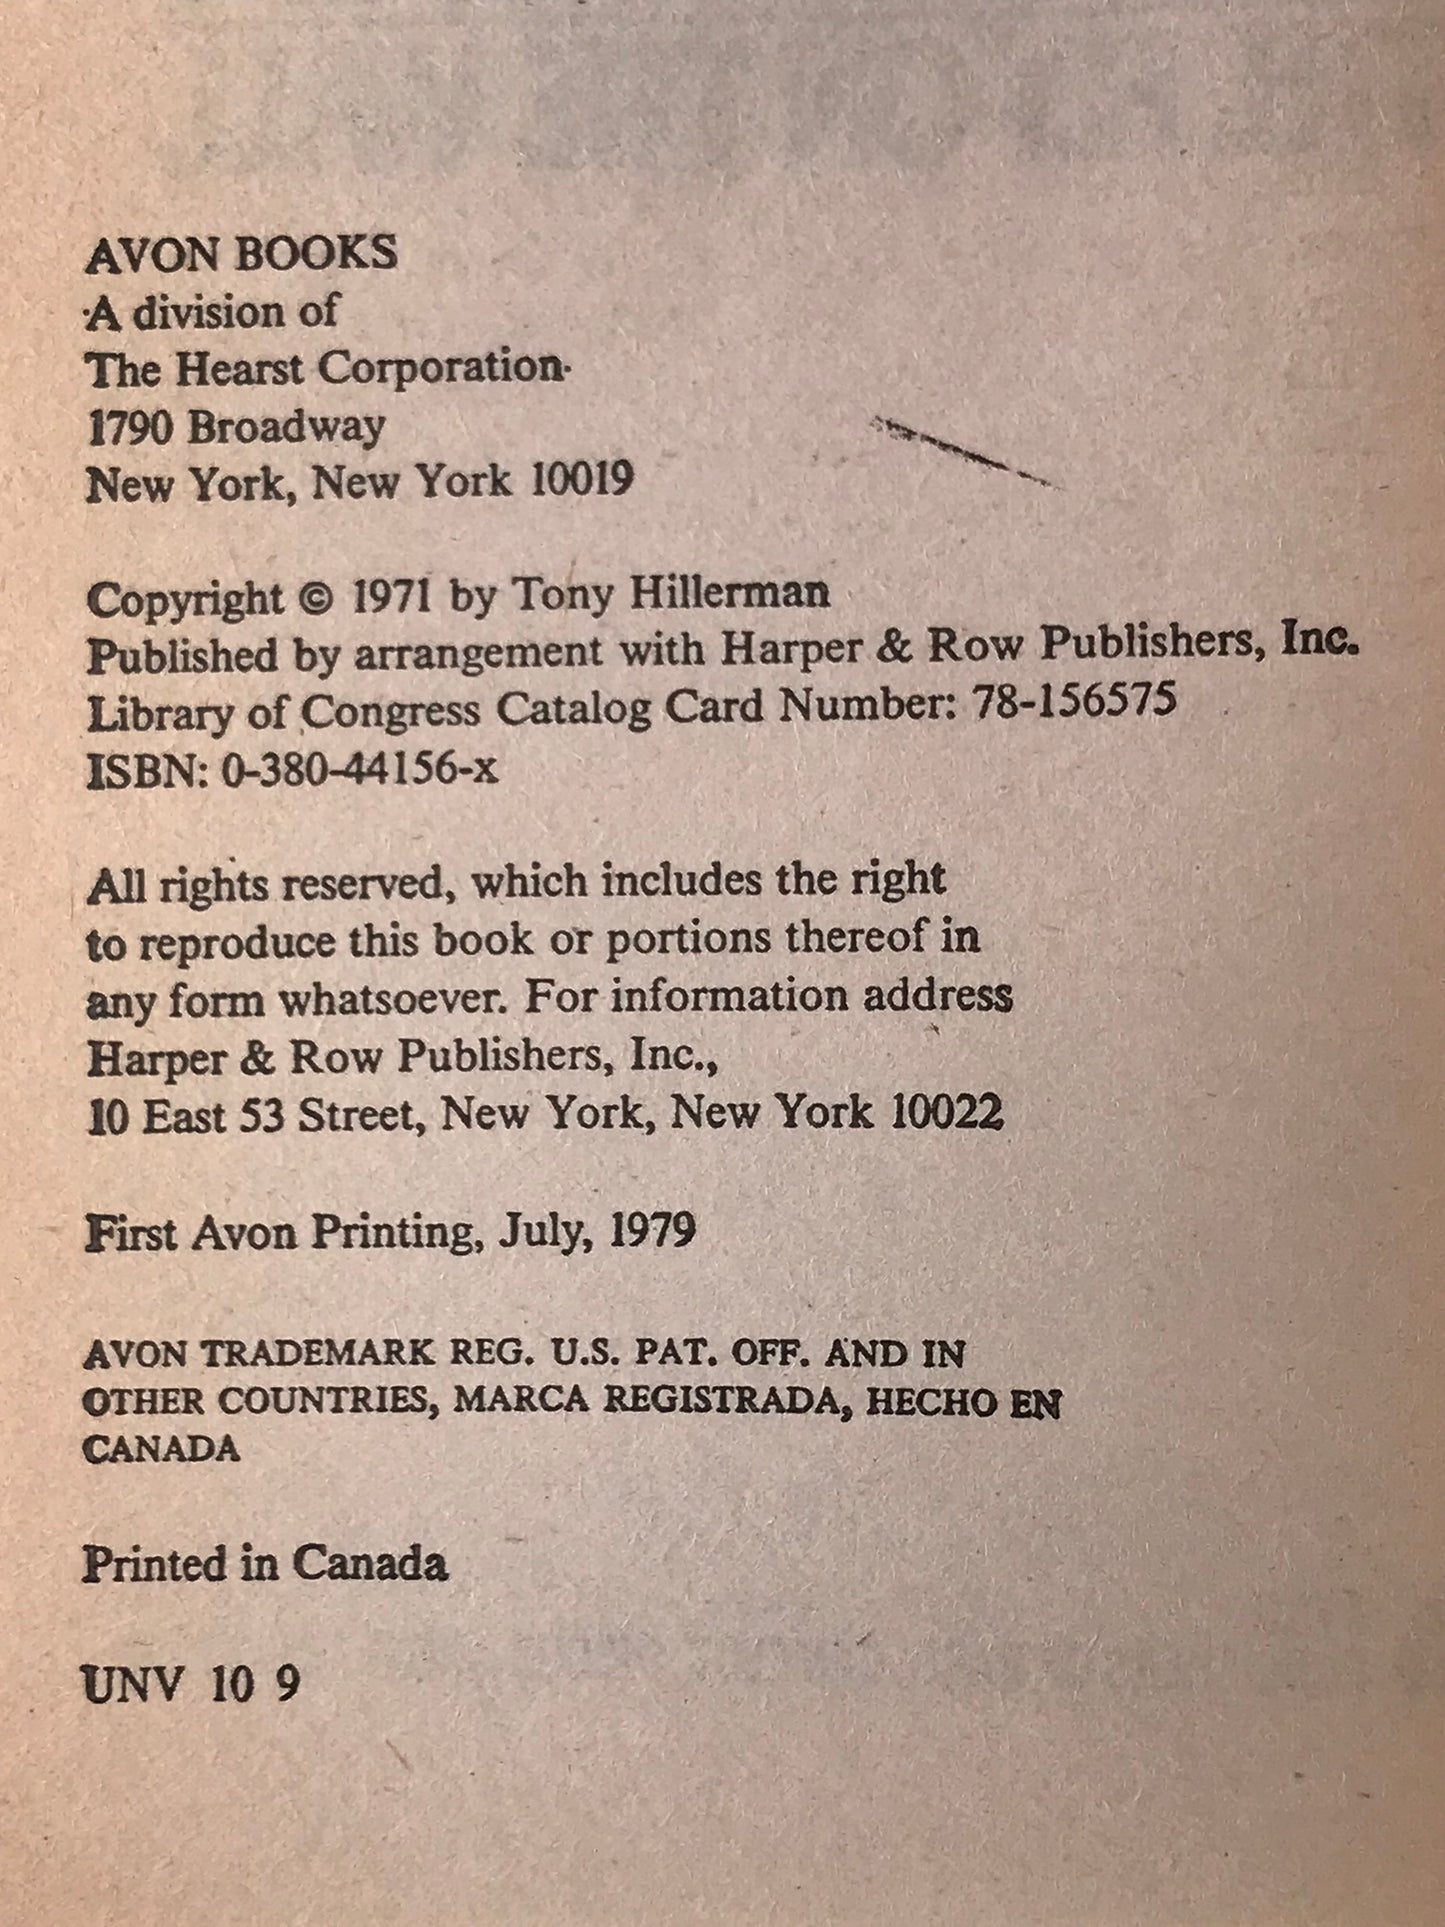 AVON BOOKS
A division of
The Hearst Corporation
1790 Broadway
New York, New York 10019
Copyright © 1971 by Tony Hillerman
Published by arrangement with Harper & Row Publishers, Inc.
Library of Congress Catalog Card Number: 78-156575
ISBN: 0-380-44156-x
All rights reserved, which includes the right
to reproduce this book or portions thereof in
any form whatsoever. For information address
Harper & Row Publishers, Inc.,
10 East 53 Street, New York, New York 10022
First Avon Printing, July, 1979
AVON TRADEMARK REG. U.S. PAT. OFF. AND IN
OTHER COUNTRIES, MARCA REGISTRADA, HECHO EN
CANADA
Printed in Canada
UNV 10 9